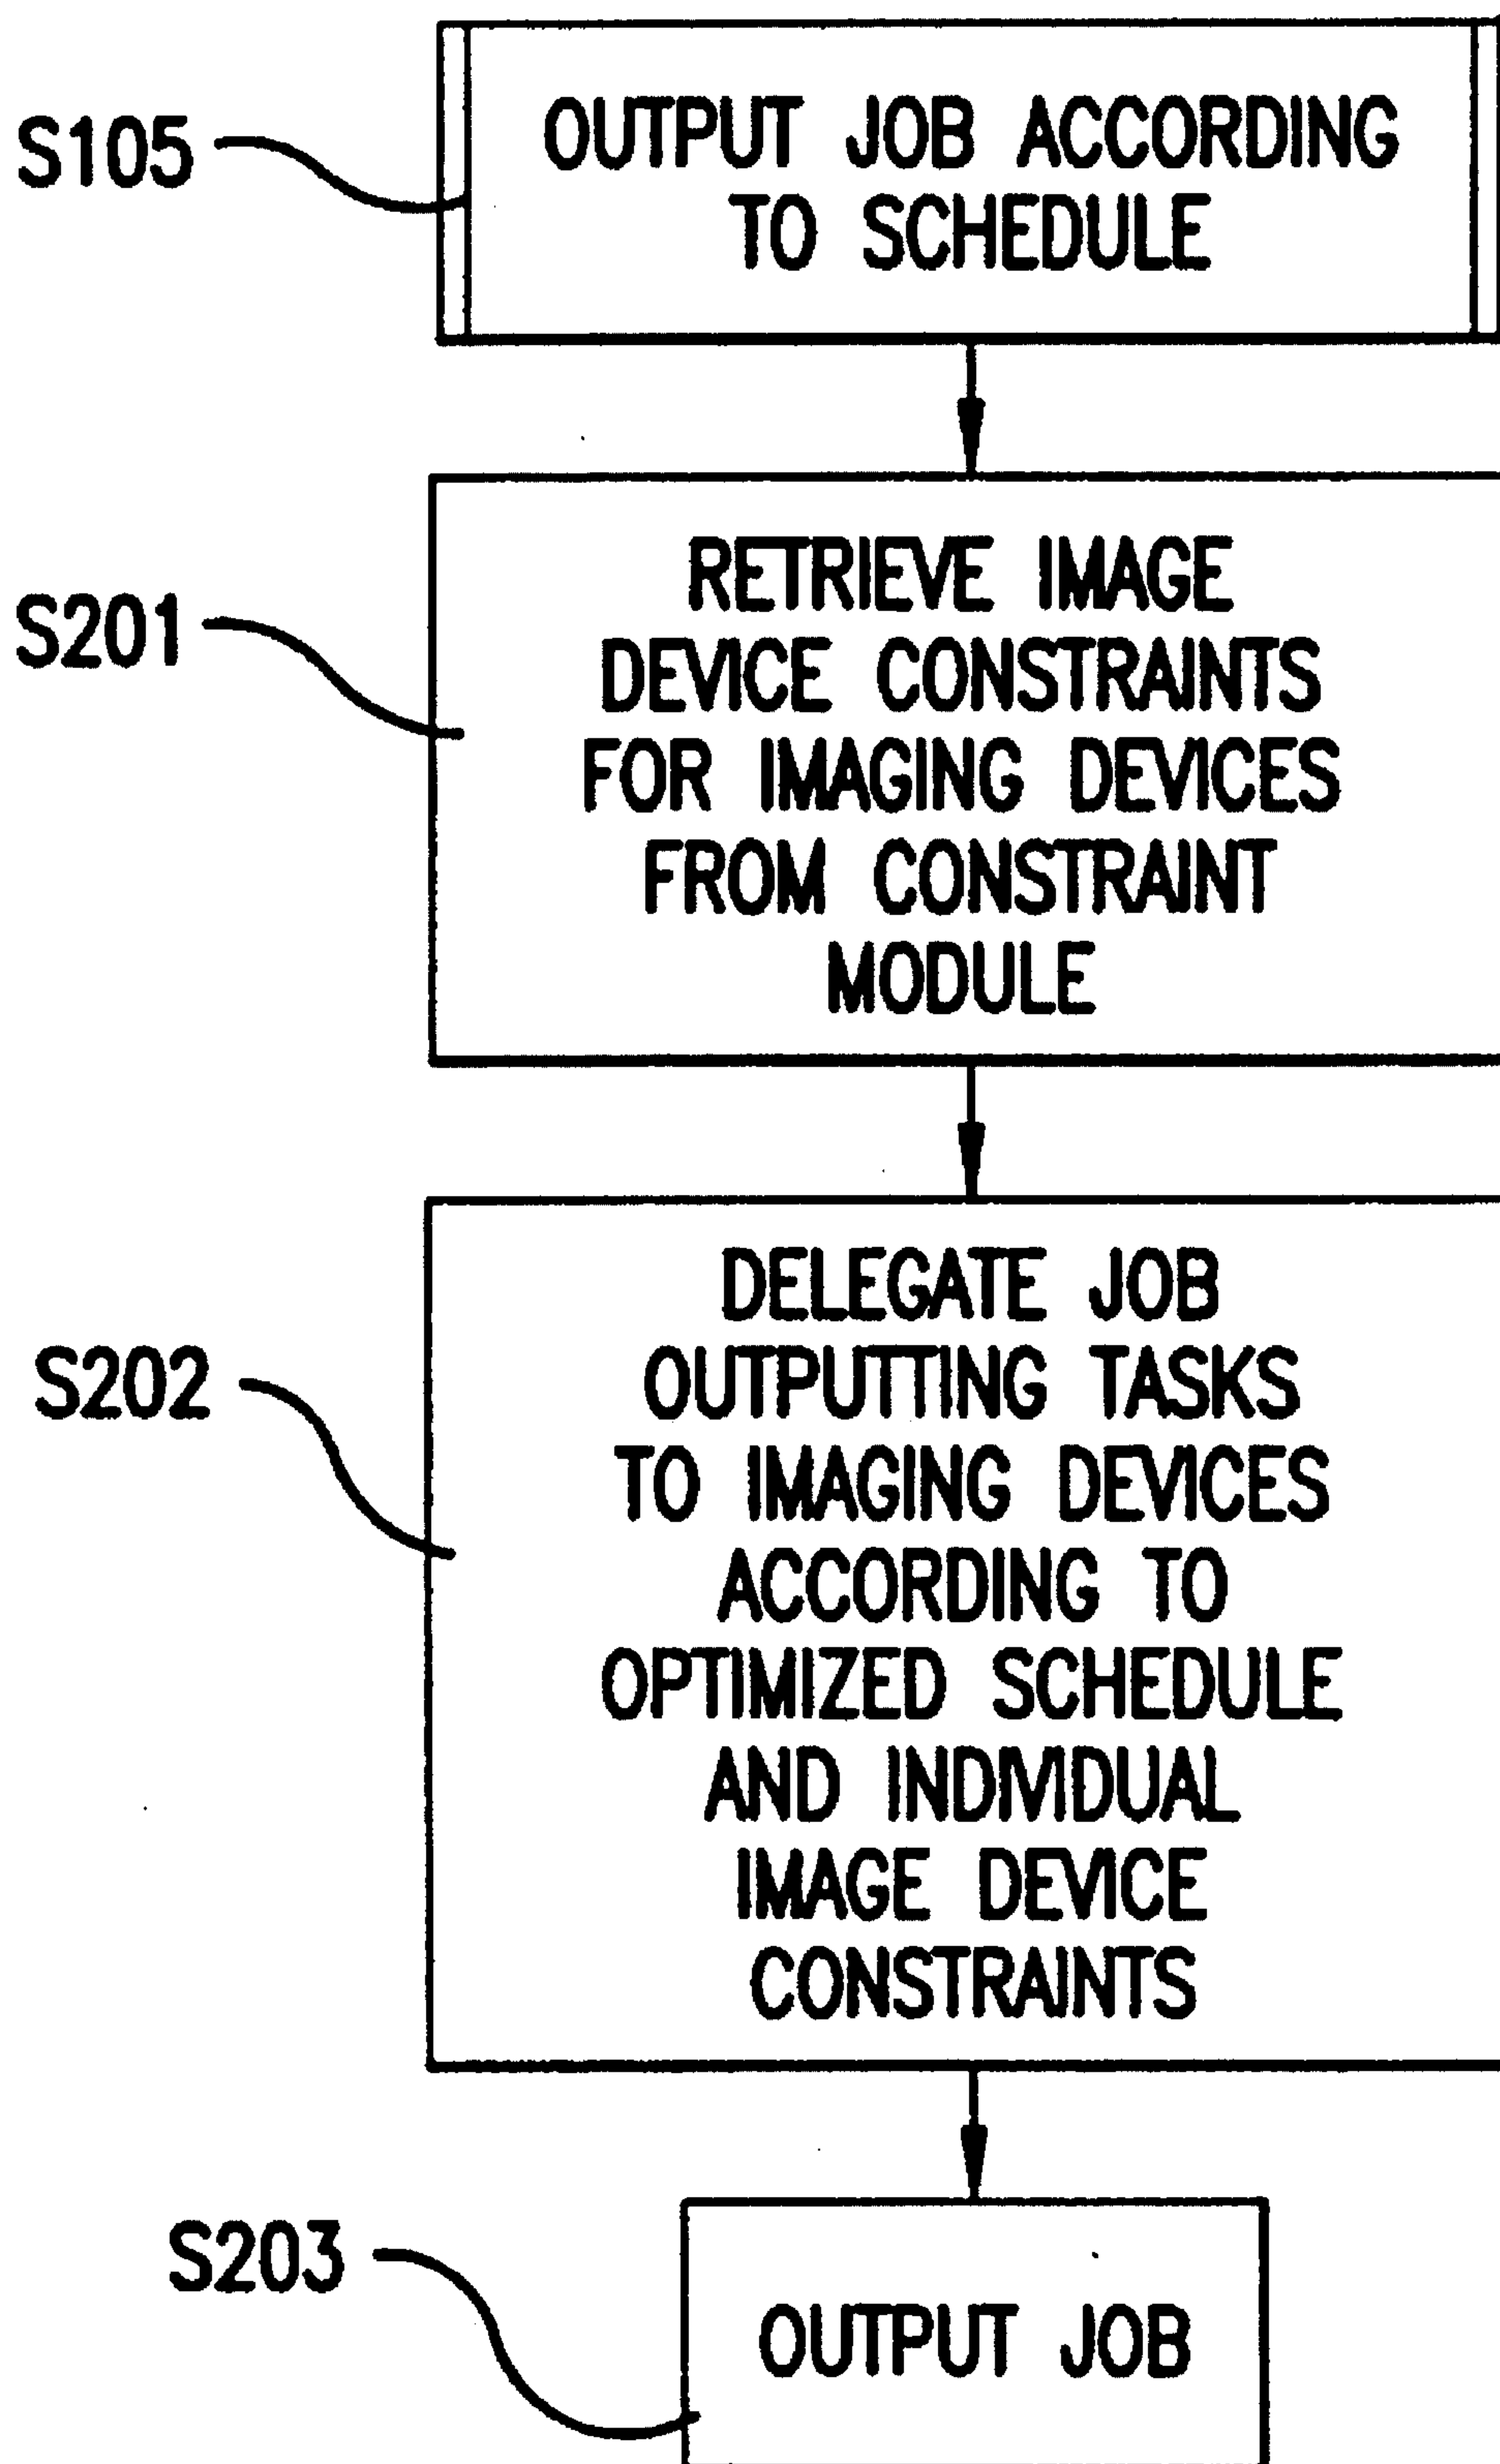 S105
OUTPUT JOB ACCORDING
TO SCHEDULE
S201
RETRIEVE IMAGE
DEVICE CONSTRAINTS
FOR IMAGING DEVICES
FROM CONSTRAINT
MODULE
S202
DELEGATE JOB
OUTPUTTING TASKS
TO IMAGING DEVICES
ACCORDING TO
OPTIMIZED SCHEDULE
AND INDIVIDUAL
IMAGE DEVICE
CONSTRAINTS
S203
OUTPUT JOB